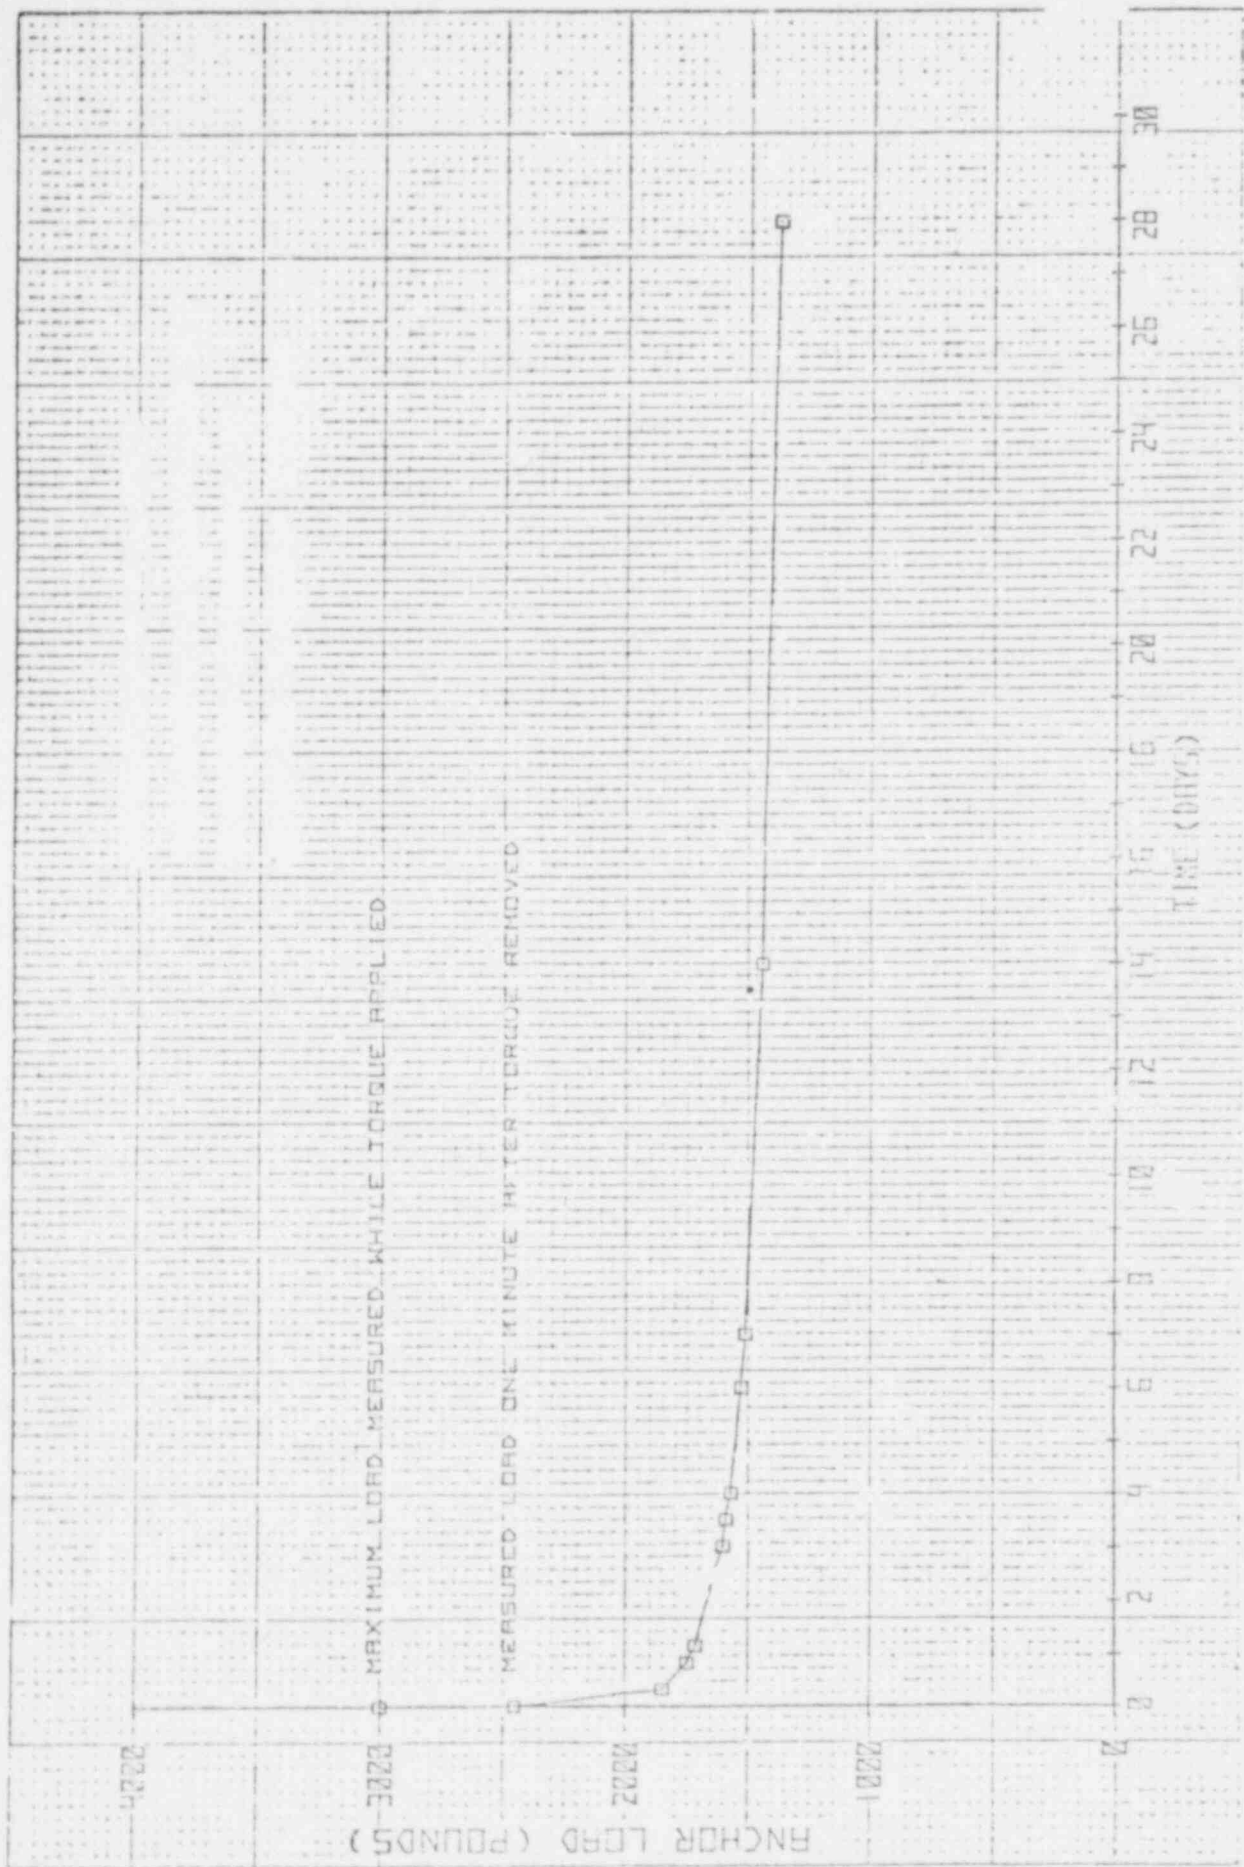 ANCHOR LOAD (POUNDS)
4000
3000
2000
1000
0
MAXIMUM LOAD MEASURED WHILE TORQUE APPLIED
MEASURED LOAD ONE MINUTE AFTER TORQUE REMOVED
0 2 4 6 8 10 12 14 16 18 20 22 24 26 28 30
TIME (DAYS)